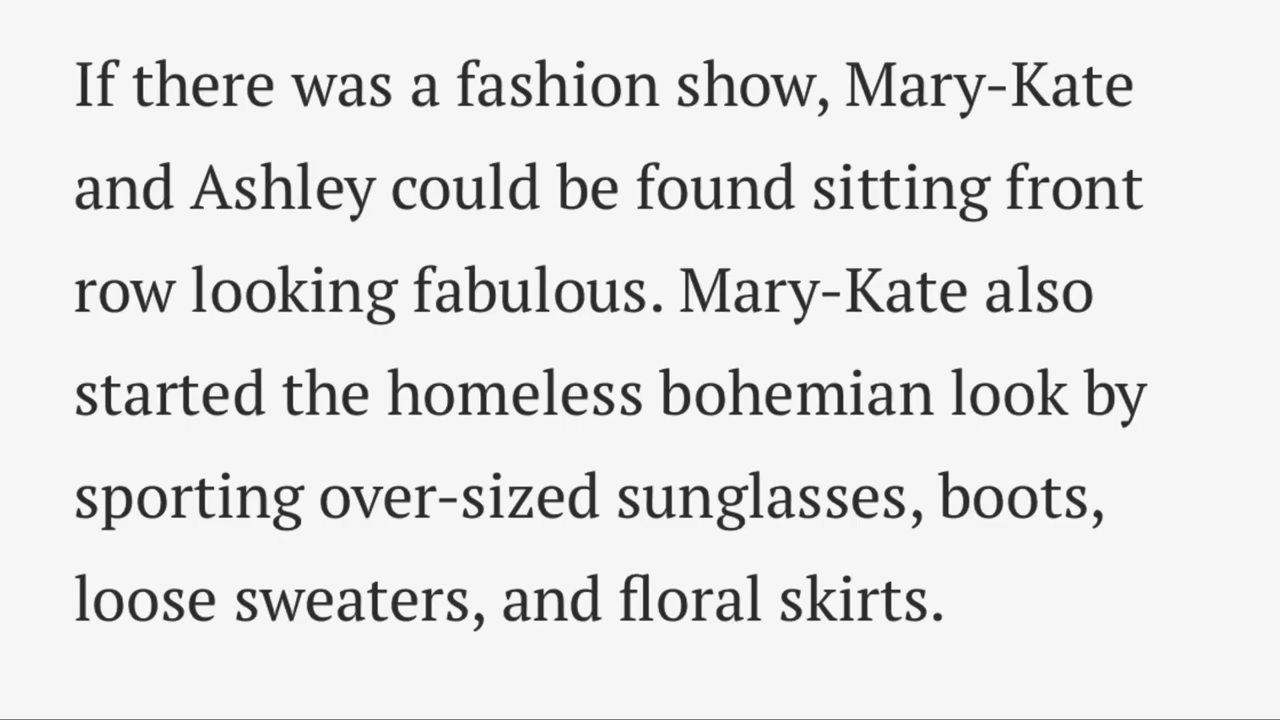 If there was a fashion show, Mary-Kate
and Ashley could be found sitting front
row looking fabulous. Mary-Kate also
started the homeless bohemian look by
sporting over-sized sunglasses, boots,
loose sweaters, and floral skirts.